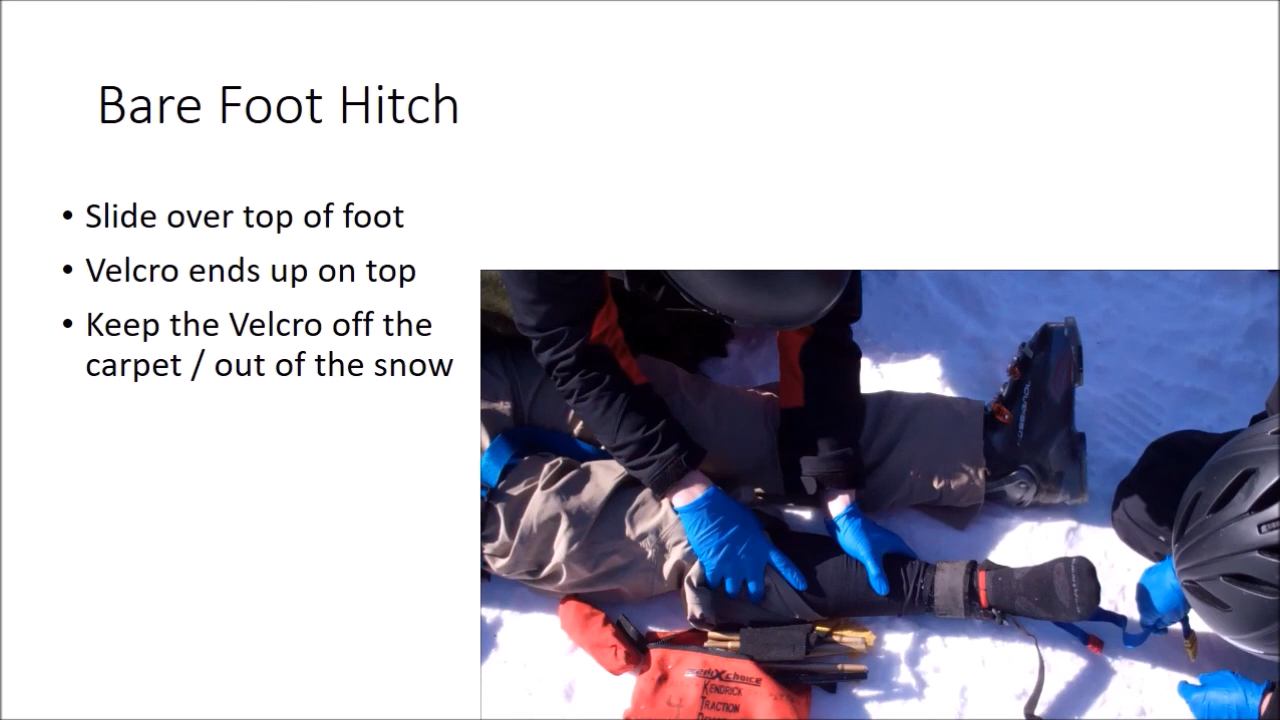 Bare Foot Hitch
• Slide over top of foot
• Velcro ends up on top
• Keep the Velcro off the
carpet / out of the snow
choice
KENDRICK
TRACTION